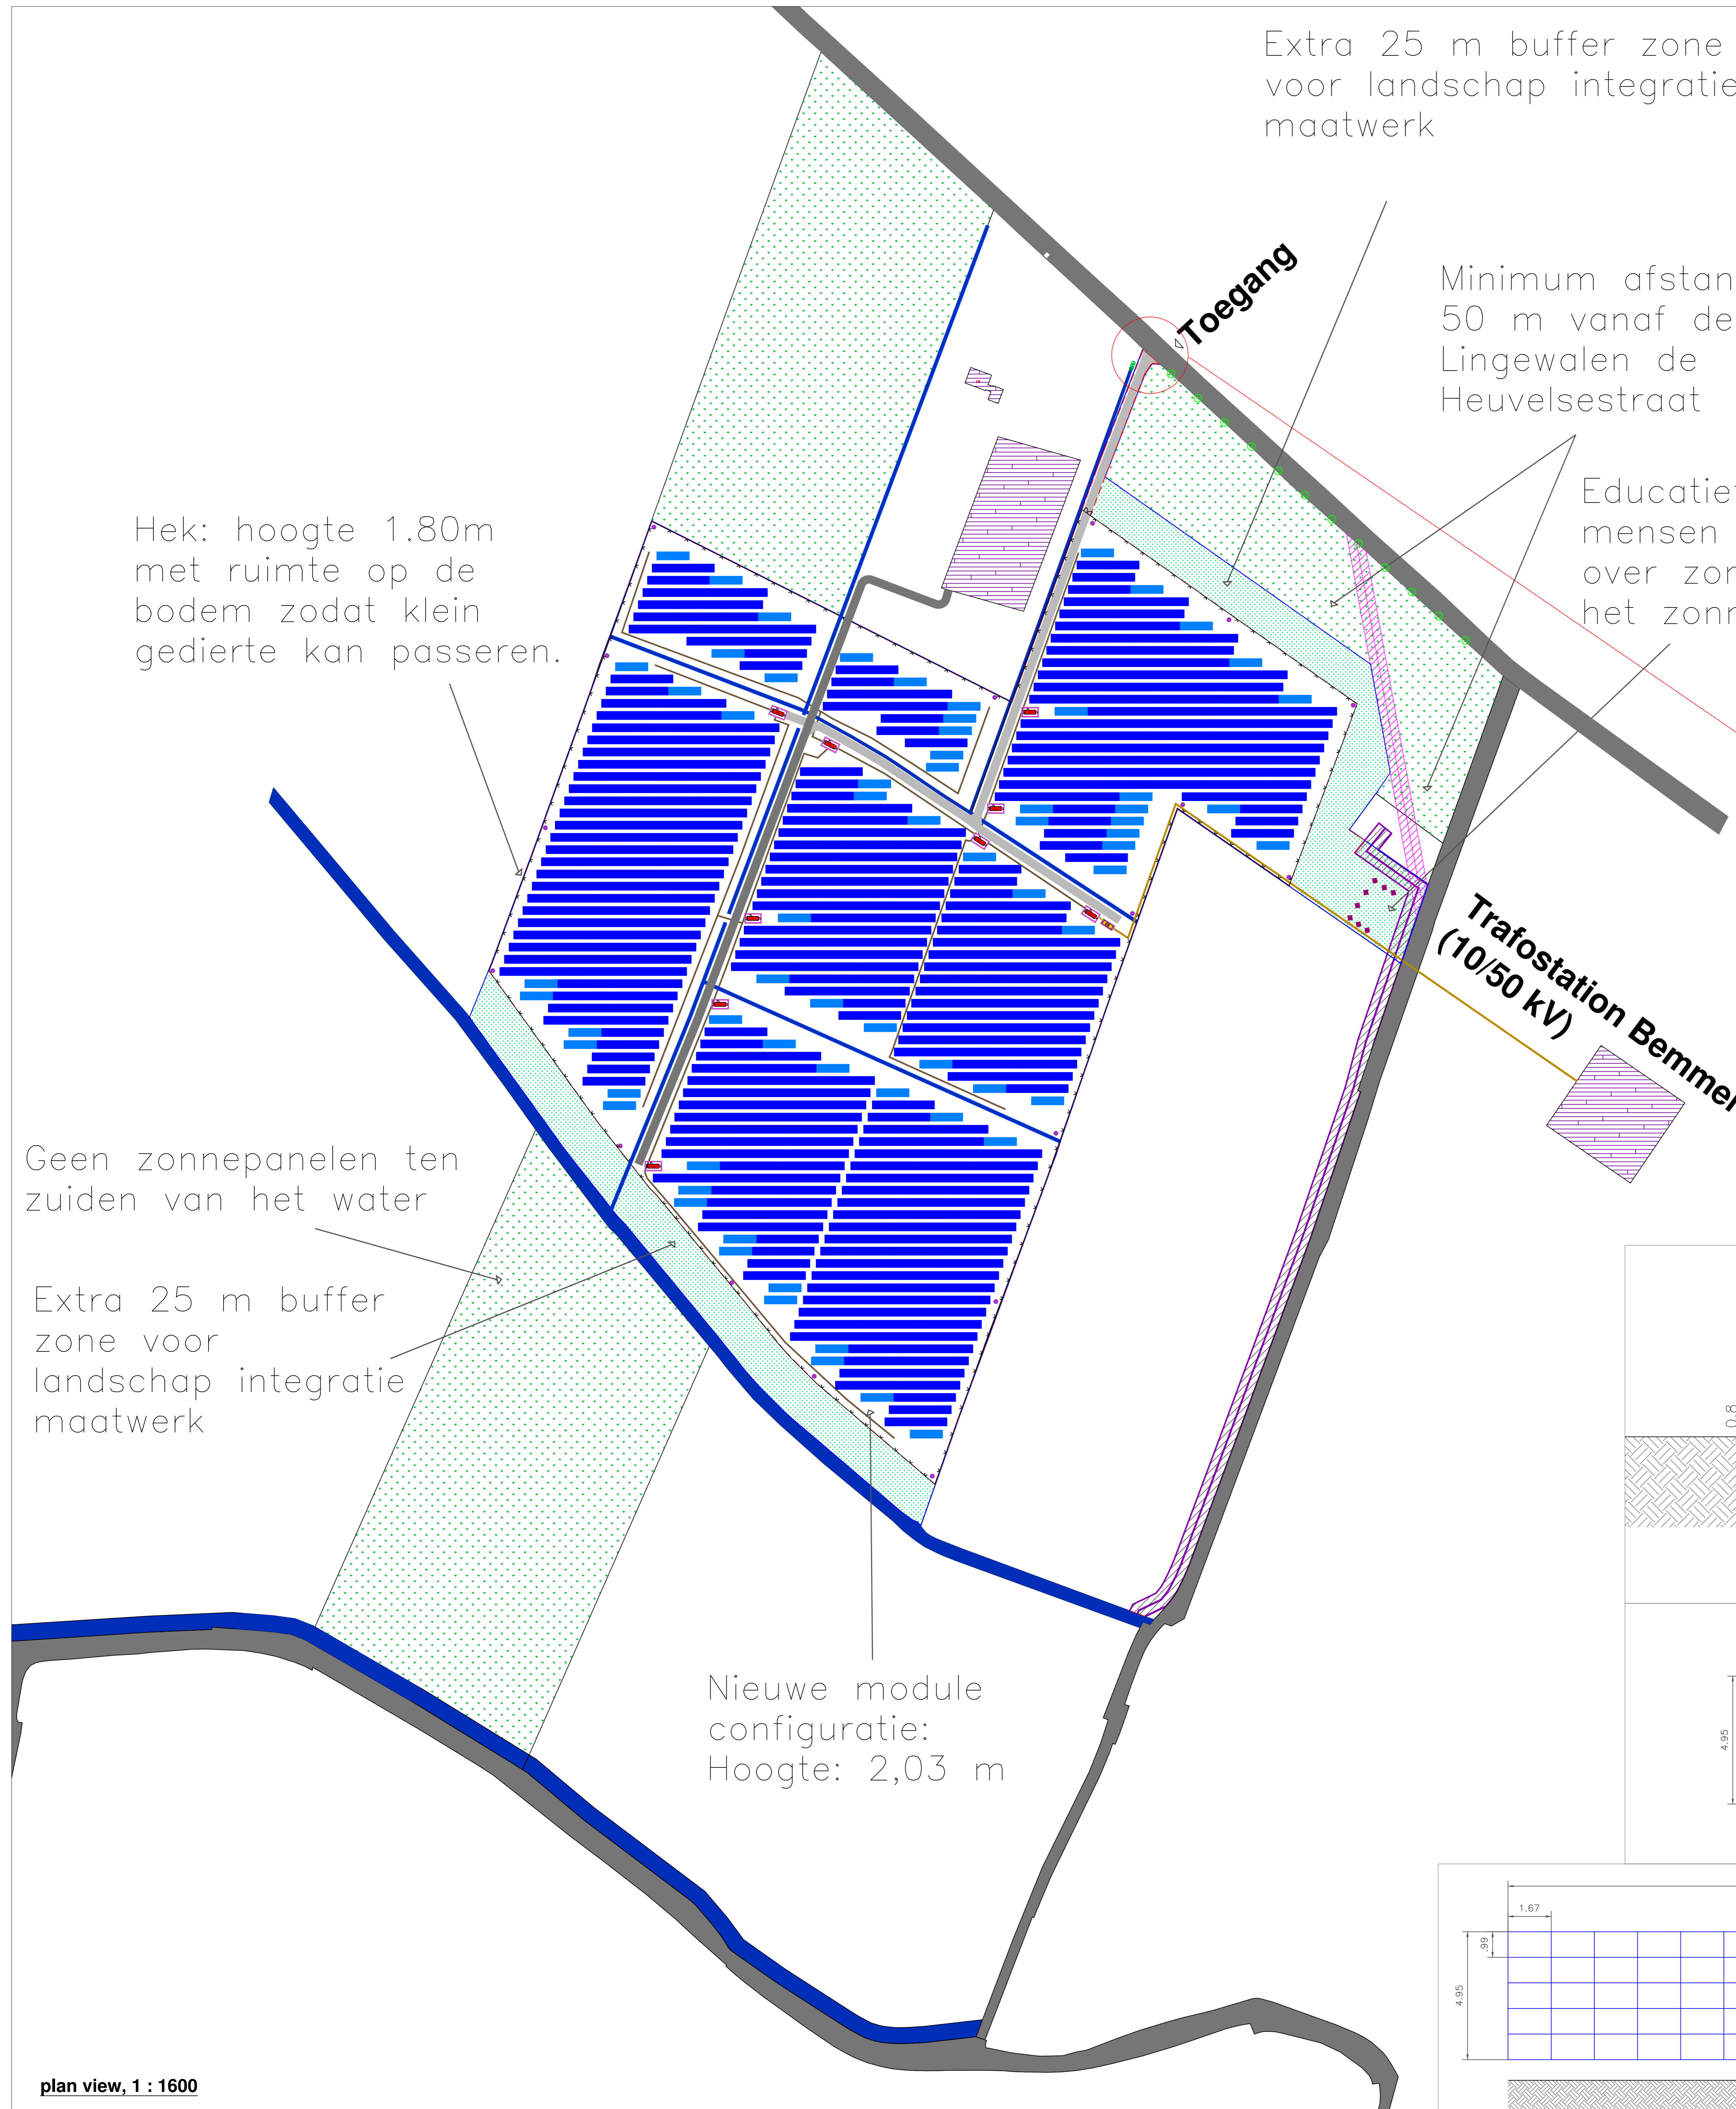 Extra 25 m buffer zone
voor landschap integratie
maatwerk
Toegang
Minimum afstan
50 m vanaf de
Lingewalen de
Heuvelsestraat
Educatie
mensen
over zon
het zonn
Hek: hoogte 1.80m
met ruimte op de
bodem zodat klein
gedierte kan passeren.
Trafostation Bemmel
(10/50 kV)
Geen zonnepanelen ten
zuiden van het water
Extra 25 m buffer
zone voor
landschap integratie
maatwerk
0.8
Nieuwe module
configuratie:
Hoogte: 2,03 m
4.95
1.67
.99
4.95
plan view, 1 : 1600